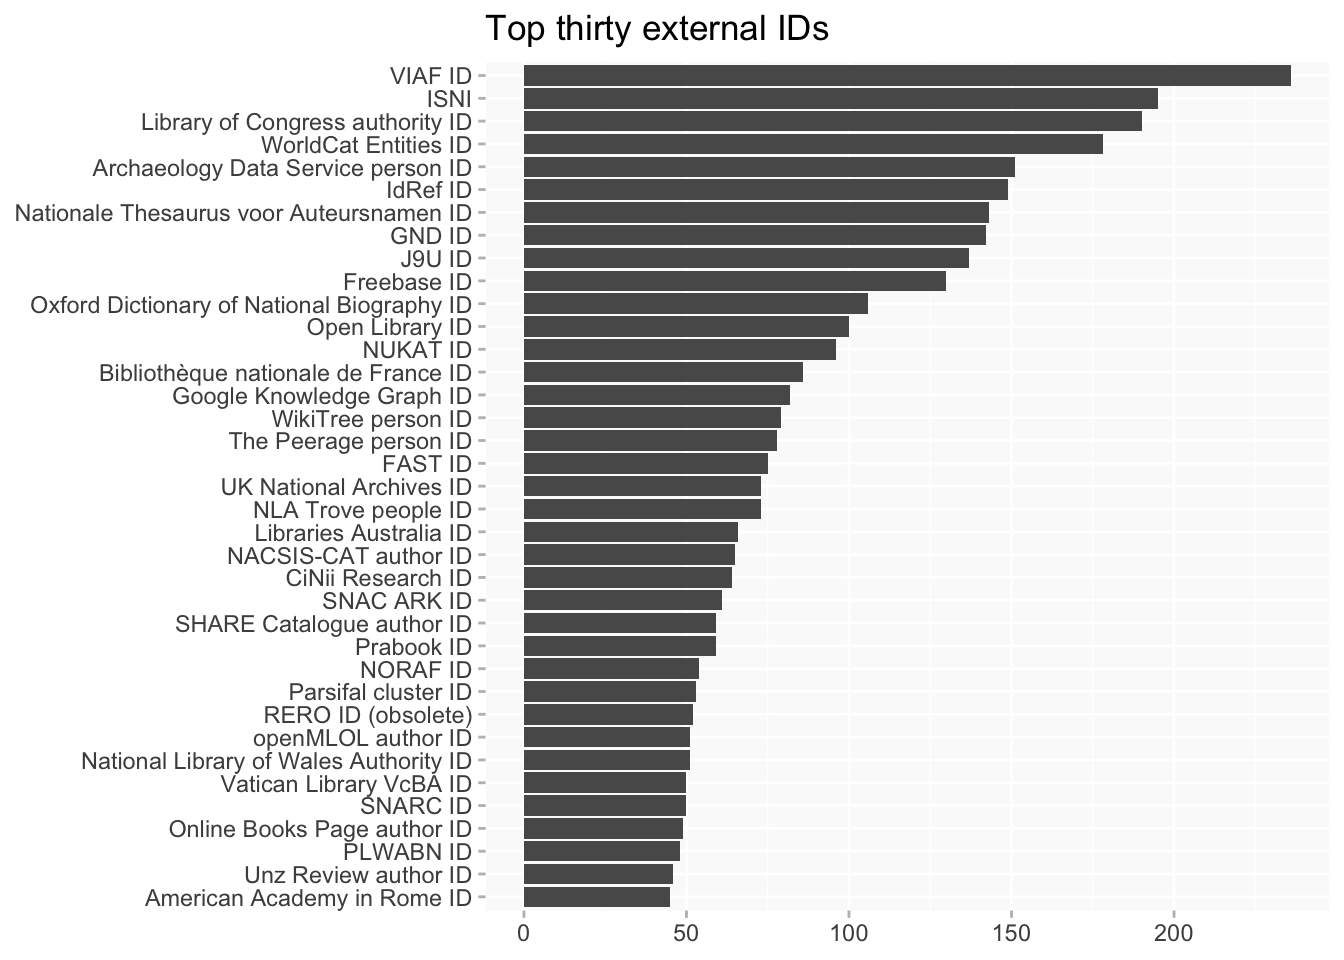 Top thirty external IDs
VIAF ID
ISNI
Library of Congress authority ID
WorldCat Entities ID
Archaeology Data Service person ID
IdRef ID
Nationale Thesaurus voor Auteursnamen ID
GND ID
J9U ID
Freebase ID
Oxford Dictionary of National Biography ID
Open Library ID
NUKAT ID
Bibliothèque nationale de France ID
Google Knowledge Graph ID
WikiTree person ID
The Peerage person ID
FAST ID
UK National Archives ID
NLA Trove people ID
Libraries Australia ID
NACSIS-CAT author ID
CiNii Research ID
SNAC ARK ID
SHARE Catalogue author ID
Prabook ID
NORAF ID
Parsifal cluster ID
RERO ID (obsolete)
openMLOL author ID
National Library of Wales Authority ID
Vatican Library VcBA ID
SNARC ID
Online Books Page author ID
PLWABN ID
Unz Review author ID
American Academy in Rome ID
0 50 100 150 200